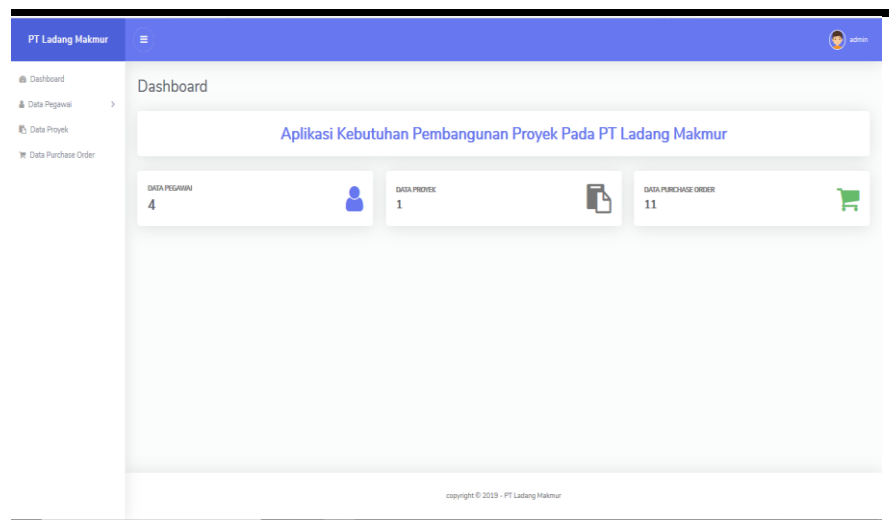 PT Ladang Makmur
admin
Dashboard
Data Pegawai
Data Proyek
Data Purchase Order
Dashboard
Aplikasi Kebutuhan Pembangunan Proyek Pada PT Ladang Makmur
DATA PEGAWAI
4
DATA PROYEK
1
DATA PURCHASE ORDER
11
copyright © 2019 - PT Ladang Makmur